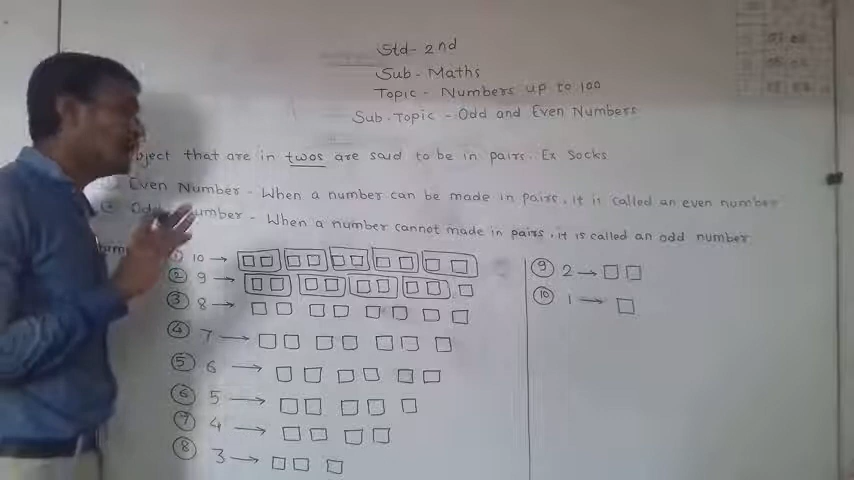 Std - 2nd
Sub - Maths
Topic - Numbers up to 100
Sub-Topic - Odd and Even Numbers
that are in twos are said to be in pairs. Ex Socks
Even Number - When a number can be made in pairs, it is called an even number
Odd Number - When a number cannot made in pairs, it is called an odd number
① 10 →
② 9 →
③ 8 →
④ 7 →
⑤ 6 →
⑥ 5 →
⑦ 4 →
⑧ 3 →
⑨ 2 →
⑩ 1 →